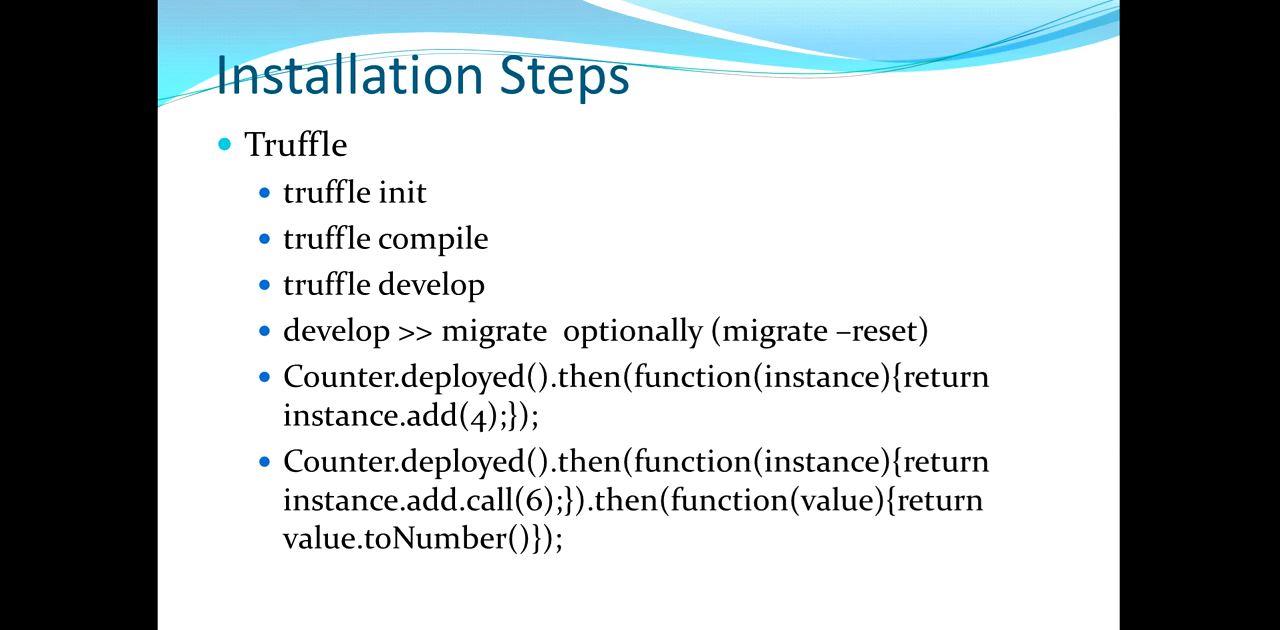 Installation Steps
Truffle
truffle init
truffle compile
truffle develop
develop >> migrate  optionally (migrate –reset)
Counter.deployed().then(function(instance){return
instance.add(4);});
Counter.deployed().then(function(instance){return
instance.add.call(6);}).then(function(value){return
value.toNumber()});